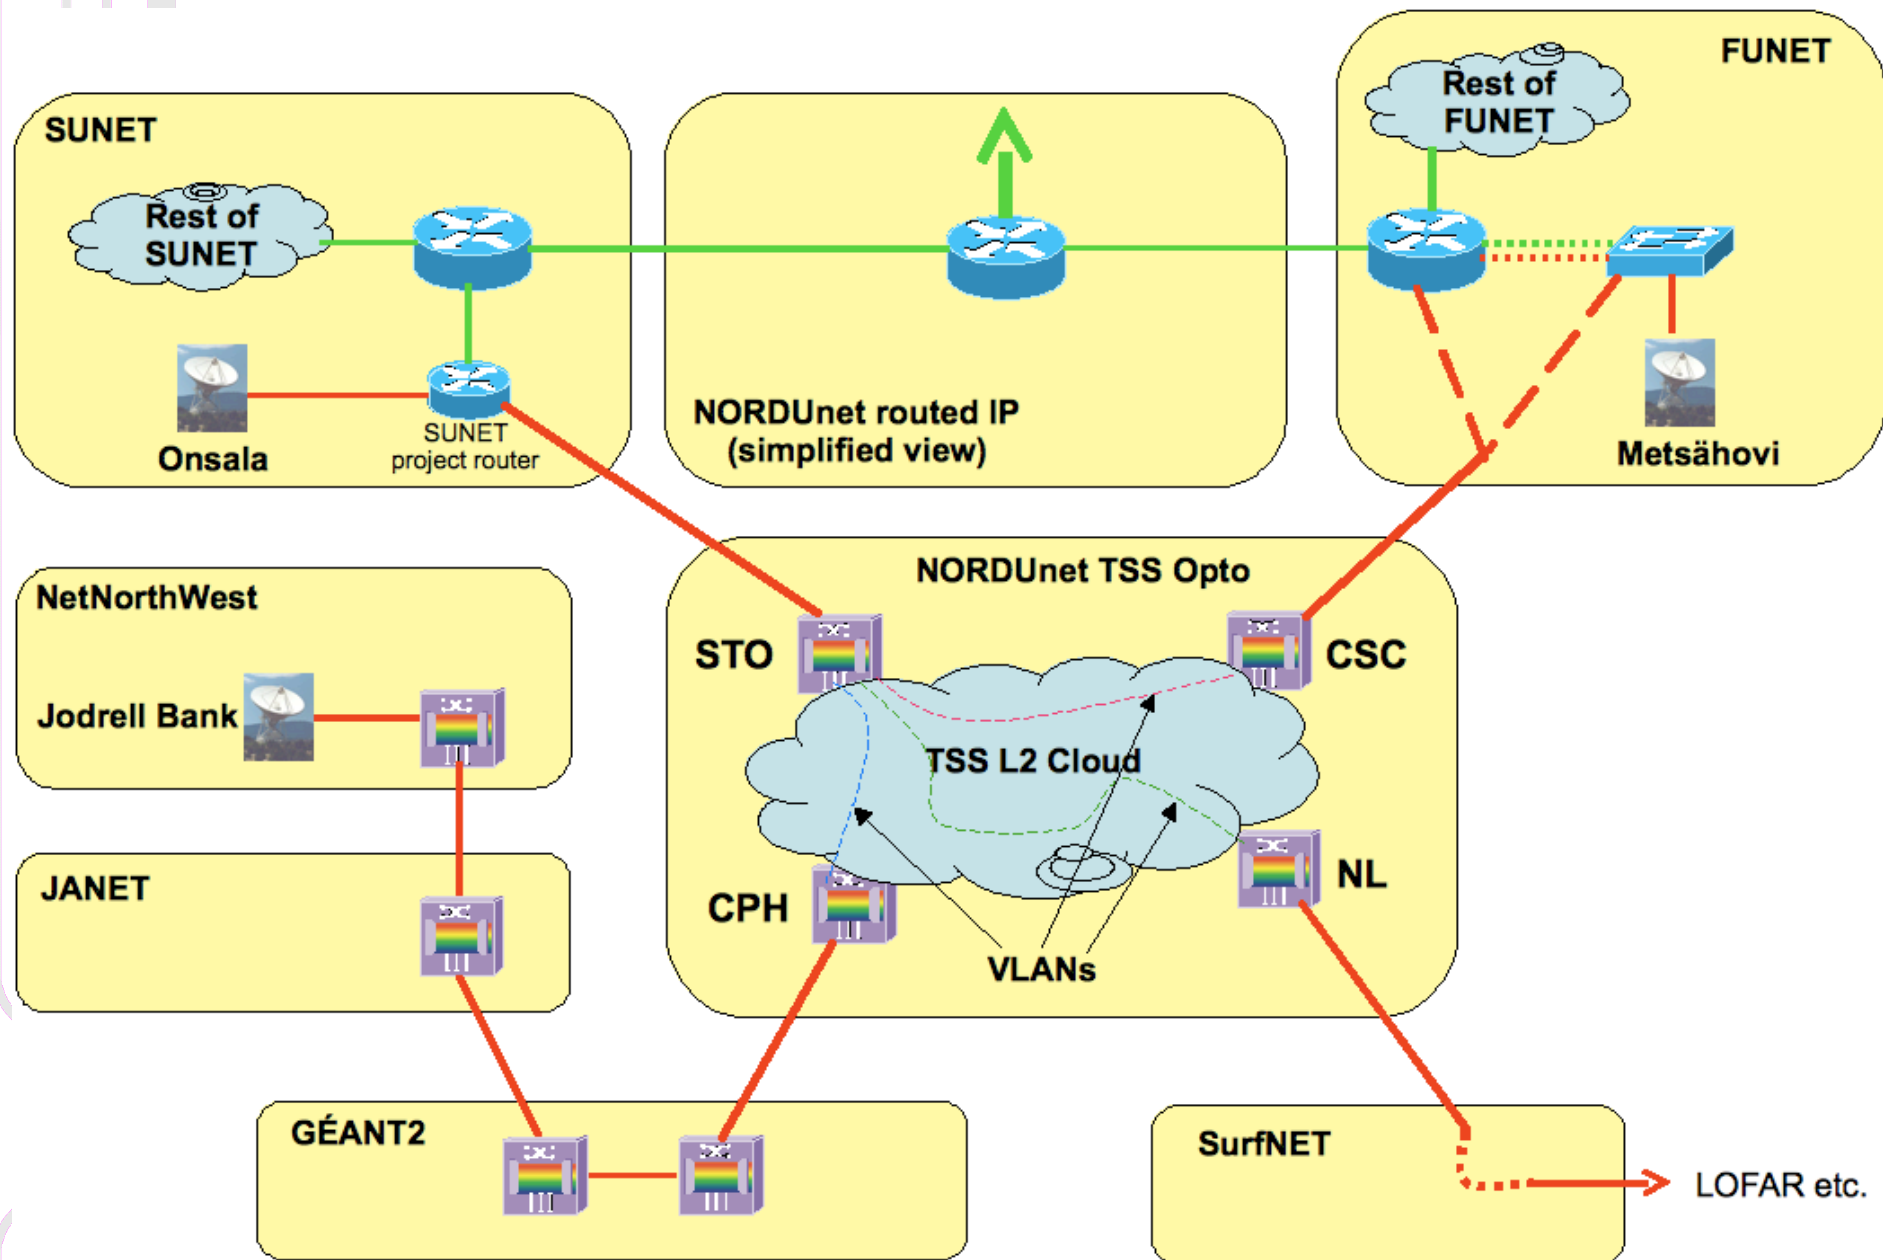 FUNET
Rest of
FUNET
SUNET
Rest of
SUNET
Onsala
SUNET
project router
NORDUnet routed IP
(simplified view)
Metsähovi
NORDUnet TSS Opto
STO
CSC
TSS L2 Cloud
CPH
NL
VLANs
NetNorthWest
Jodrell Bank
JANET
GÉANT2
SurfNET
LOFAR etc.